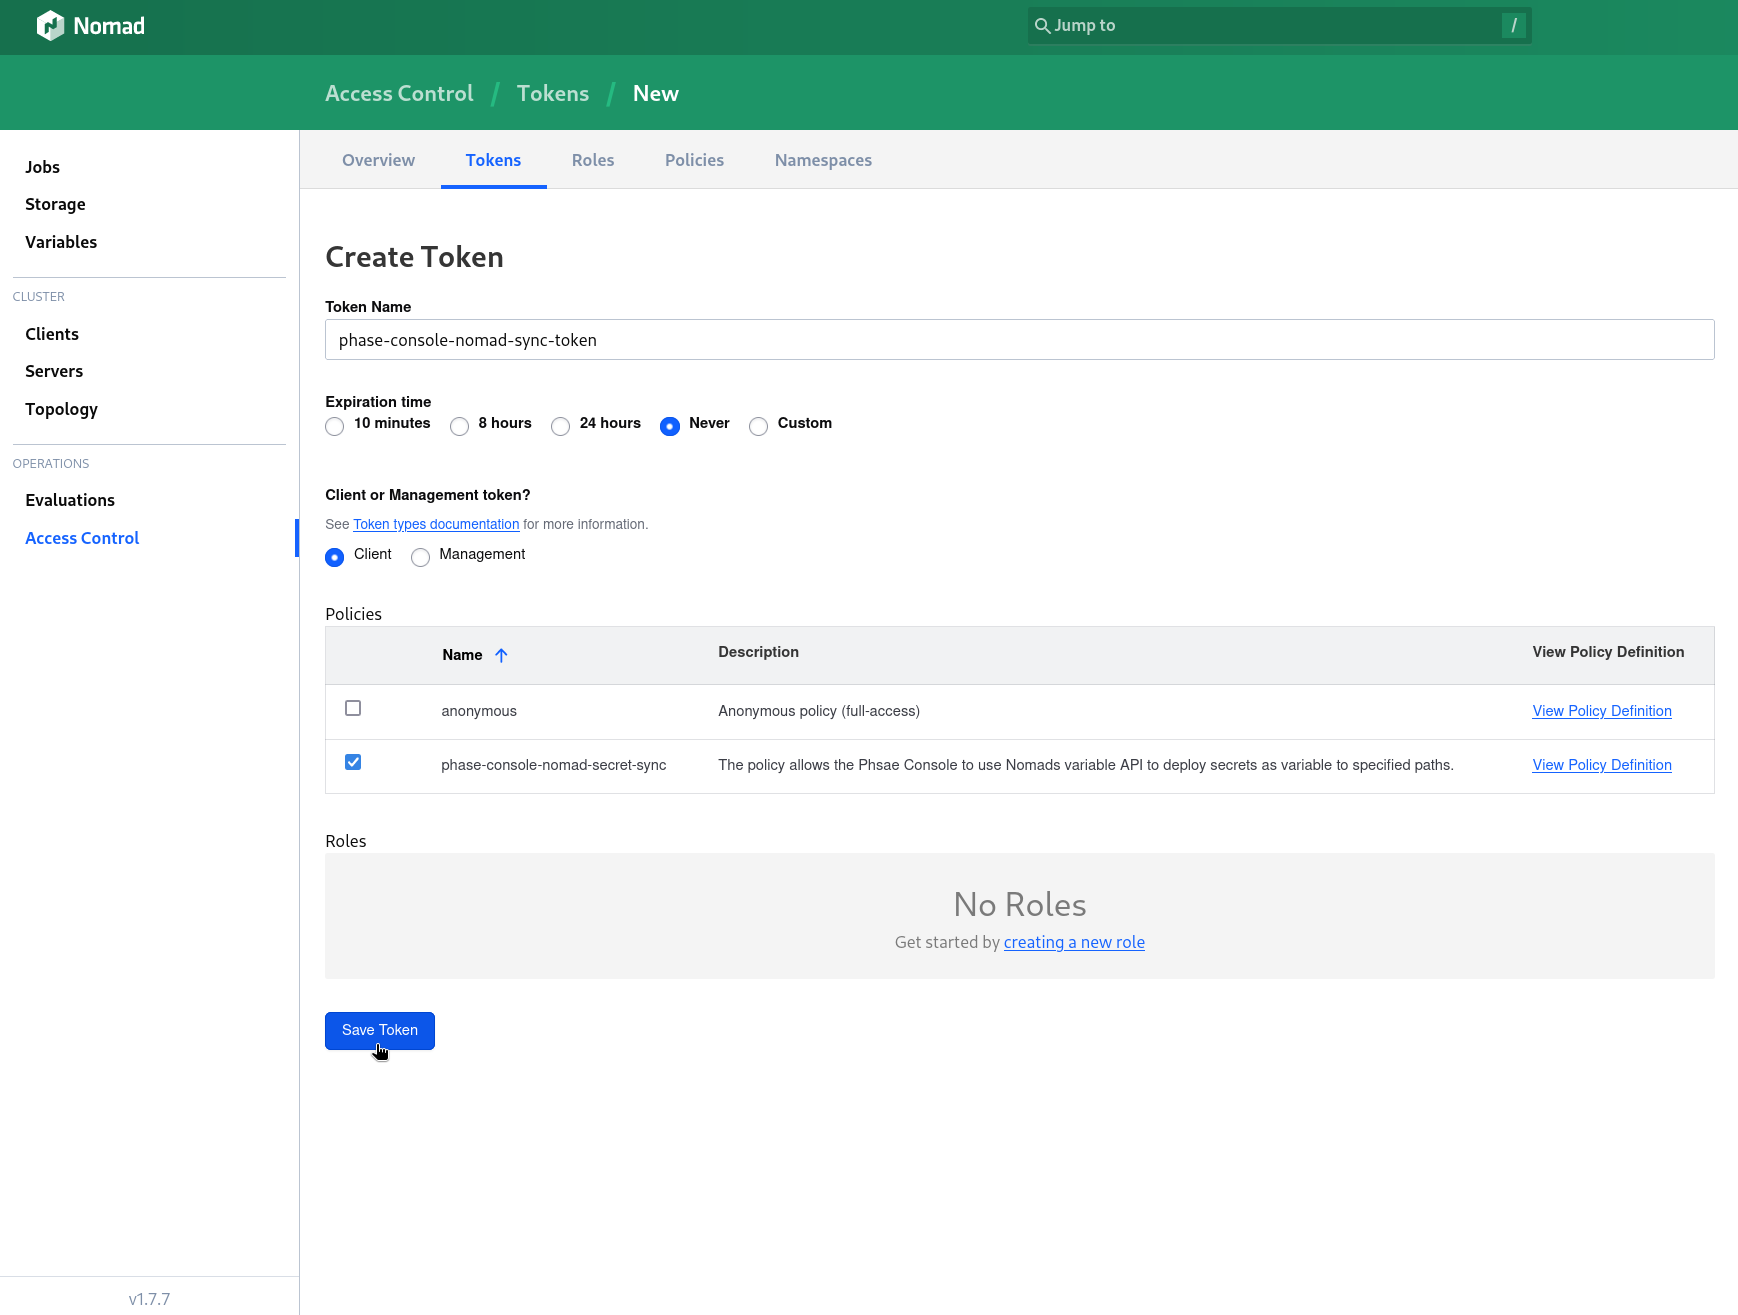 Nomad
Jump to /
Access Control / Tokens / New
Jobs
Storage
Variables
CLUSTER
Clients
Servers
Topology
OPERATIONS
Evaluations
Access Control
v1.7.7
Overview Tokens Roles Policies Namespaces
Create Token
Token Name
phase-console-nomad-sync-token
Expiration time
10 minutes 8 hours 24 hours Never Custom
Client or Management token?
See Token types documentation for more information.
Client Management
Policies
Name Description View Policy Definition
anonymous Anonymous policy (full-access) View Policy Definition
phase-console-nomad-secret-sync The policy allows the Phsae Console to use Nomads variable API to deploy secrets as variable to specified paths. View Policy Definition
Roles
No Roles
Get started by creating a new role
Save Token